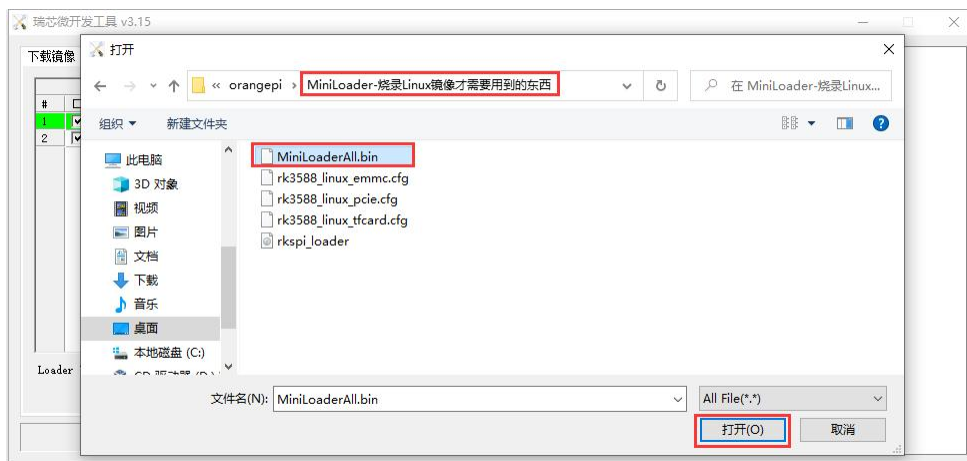 瑞芯微开发工具 v3.15
下载镜像
打开
« orangepi › MiniLoader-烧录Linux镜像才需要用到的东西
在 MiniLoader-烧录Linux...
组织
新建文件夹
#
1
2
此电脑
3D 对象
视频
图片
文档
下载
音乐
桌面
本地磁盘 (C:)
MiniLoaderAll.bin
rk3588_linux_emmc.cfg
rk3588_linux_pcie.cfg
rk3588_linux_tfcard.cfg
rkspi_loader
Loader
文件名(N):
MiniLoaderAll.bin
All File(*.*)
打开(O)
取消